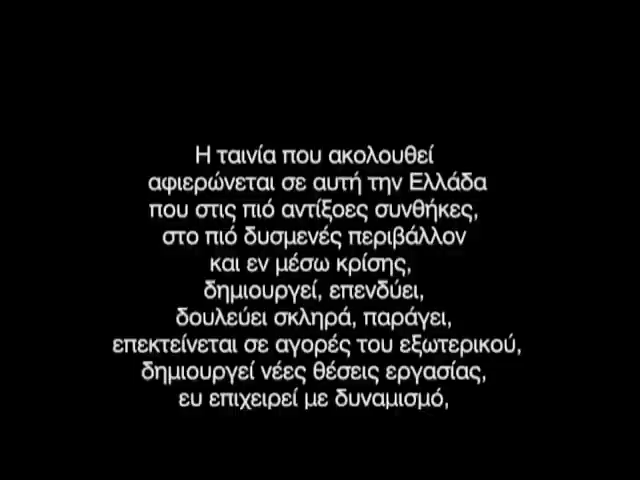 Η ταινία που ακολουθεί
αφιερώνεται σε αυτή την Ελλάδα
που στις πιό αντίξοες συνθήκες,
στο πιό δυσμενές περιβάλλον
και εν μέσω κρίσης,
δημιουργεί, επενδύει,
δουλεύει σκληρά, παράγει,
επεκτείνεται σε αγορές του εξωτερικού,
δημιουργεί νέες θέσεις εργασίας,
ευ επιχειρεί με δυναμισμό,